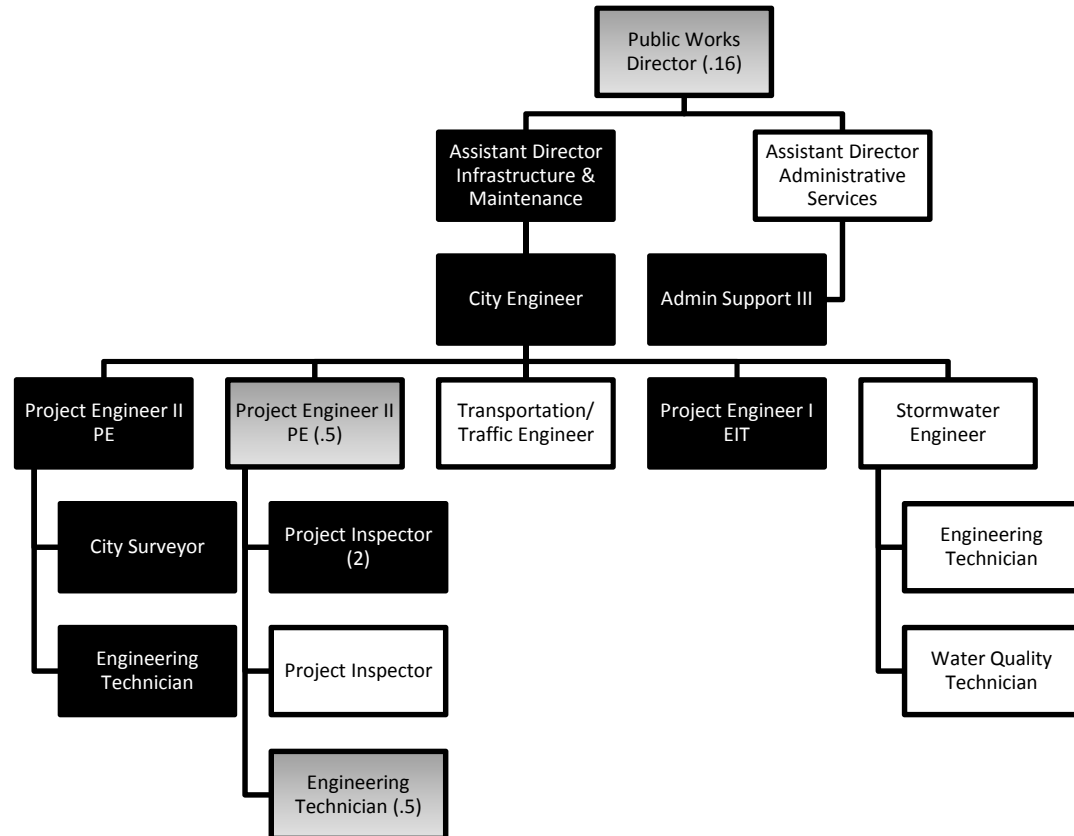 Public Works
Director (.16)
Assistant Director
Infrastructure &
Maintenance
Assistant Director
Administrative
Services
City Engineer
Admin Support III
Project Engineer II
PE
Project Engineer II
PE (.5)
Transportation/
Traffic Engineer
Project Engineer I
EIT
Stormwater
Engineer
City Surveyor
Project Inspector
(2)
Engineering
Technician
Engineering
Technician
Project Inspector
Water Quality
Technician
Engineering
Technician (.5)